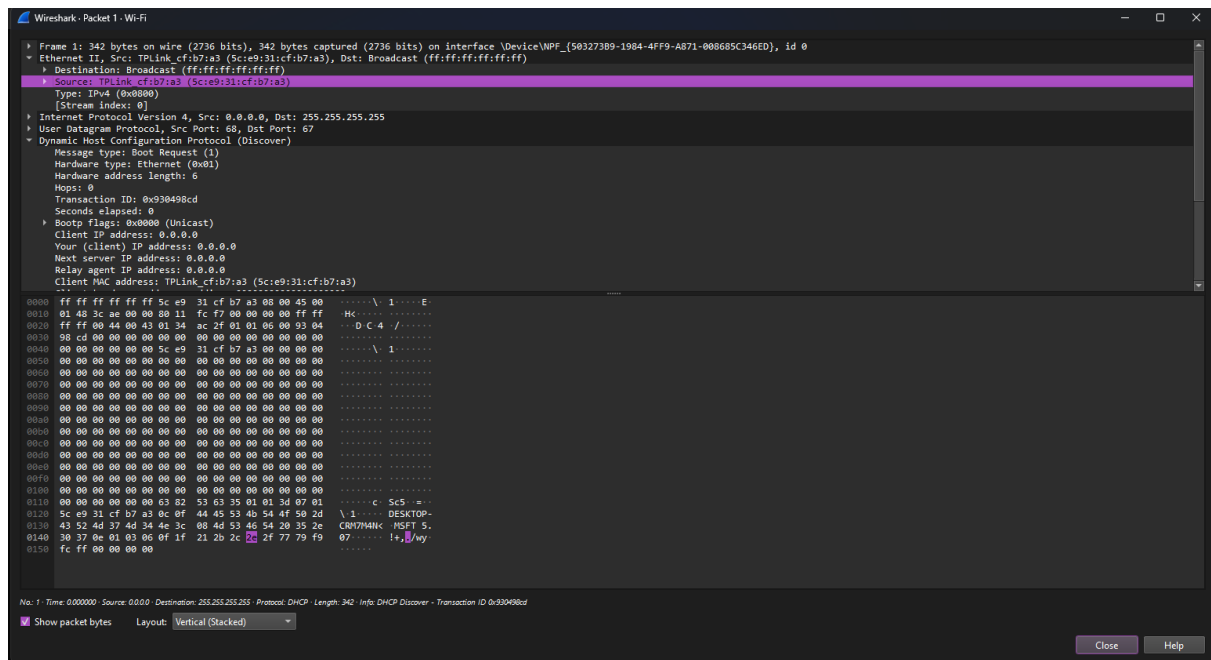 Wireshark · Packet 1 · Wi-Fi
Frame 1: 342 bytes on wire (2736 bits), 342 bytes captured (2736 bits) on interface \Device\NPF_{503273B9-1984-4FF9-A871-008685C346ED}, id 0
Ethernet II, Src: TPLink_cf:b7:a3 (5c:e9:31:cf:b7:a3), Dst: Broadcast (ff:ff:ff:ff:ff:ff)
Destination: Broadcast (ff:ff:ff:ff:ff:ff)
Source: TPLink_cf:b7:a3 (5c:e9:31:cf:b7:a3)
Type: IPv4 (0x0800)
[Stream index: 0]
Internet Protocol Version 4, Src: 0.0.0.0, Dst: 255.255.255.255
User Datagram Protocol, Src Port: 68, Dst Port: 67
Dynamic Host Configuration Protocol (Discover)
Message type: Boot Request (1)
Hardware type: Ethernet (0x01)
Hardware address length: 6
Hops: 0
Transaction ID: 0x930498cd
Seconds elapsed: 0
Bootp flags: 0x0000 (Unicast)
Client IP address: 0.0.0.0
Your (client) IP address: 0.0.0.0
Next server IP address: 0.0.0.0
Relay agent IP address: 0.0.0.0
Client MAC address: TPLink_cf:b7:a3 (5c:e9:31:cf:b7:a3)
0000 ff ff ff ff ff ff 5c e9 31 cf b7 a3 08 00 45 00 ······\· 1·····E·
0010 01 48 3c ae 00 00 80 11 fc f7 00 00 00 00 ff ff ·H<····· ········
0020 ff ff 00 44 00 43 01 34 ac 2f 01 01 06 00 93 04 ···D·C·4 ·/······
0030 98 cd 00 00 00 00 00 00 00 00 00 00 00 00 00 00 ········ ········
0040 00 00 00 00 00 00 5c e9 31 cf b7 a3 00 00 00 00 ······\· 1·······
0050 00 00 00 00 00 00 00 00 00 00 00 00 00 00 00 00 ········ ········
0060 00 00 00 00 00 00 00 00 00 00 00 00 00 00 00 00 ········ ········
0070 00 00 00 00 00 00 00 00 00 00 00 00 00 00 00 00 ········ ········
0080 00 00 00 00 00 00 00 00 00 00 00 00 00 00 00 00 ········ ········
0090 00 00 00 00 00 00 00 00 00 00 00 00 00 00 00 00 ········ ········
00a0 00 00 00 00 00 00 00 00 00 00 00 00 00 00 00 00 ········ ········
00b0 00 00 00 00 00 00 00 00 00 00 00 00 00 00 00 00 ········ ········
00c0 00 00 00 00 00 00 00 00 00 00 00 00 00 00 00 00 ········ ········
00d0 00 00 00 00 00 00 00 00 00 00 00 00 00 00 00 00 ········ ········
00e0 00 00 00 00 00 00 00 00 00 00 00 00 00 00 00 00 ········ ········
00f0 00 00 00 00 00 00 00 00 00 00 00 00 00 00 00 00 ········ ········
0100 00 00 00 00 00 00 00 00 00 00 00 00 00 00 00 00 ········ ········
0110 00 00 00 00 00 00 63 82 53 63 35 01 01 3d 07 01 ······c· Sc5··=··
0120 5c e9 31 cf b7 a3 0c 0f 44 45 53 4b 54 4f 50 2d \·1····· DESKTOP-
0130 43 52 4d 37 4d 34 4e 3c 08 4d 53 46 54 20 35 2e CRM7M4N< ·MSFT 5.
0140 30 37 0e 01 03 06 0f 1f 21 2b 2c 2e 2f 77 79 f9 07······ !+,./wy·
0150 fc ff 00 00 00 00 ······
No.: 1 · Time: 0.000000 · Source: 0.0.0.0 · Destination: 255.255.255.255 · Protocol: DHCP · Length: 342 · Info: DHCP Discover - Transaction ID 0x930498cd
Show packet bytes Layout: Vertical (Stacked)
Close Help